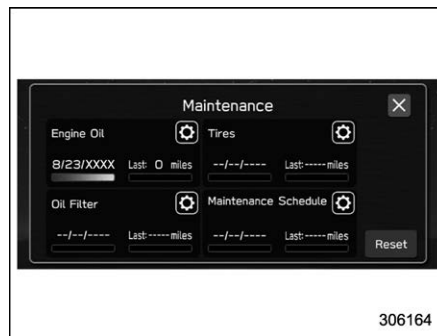 Maintenance
Engine Oil
8/23/XXXX Last: 0 miles
Tires
--/--/---- Last:-----miles
Oil Filter
--/--/---- Last:-----miles
Maintenance Schedule
--/--/---- Last:-----miles
Reset
306164